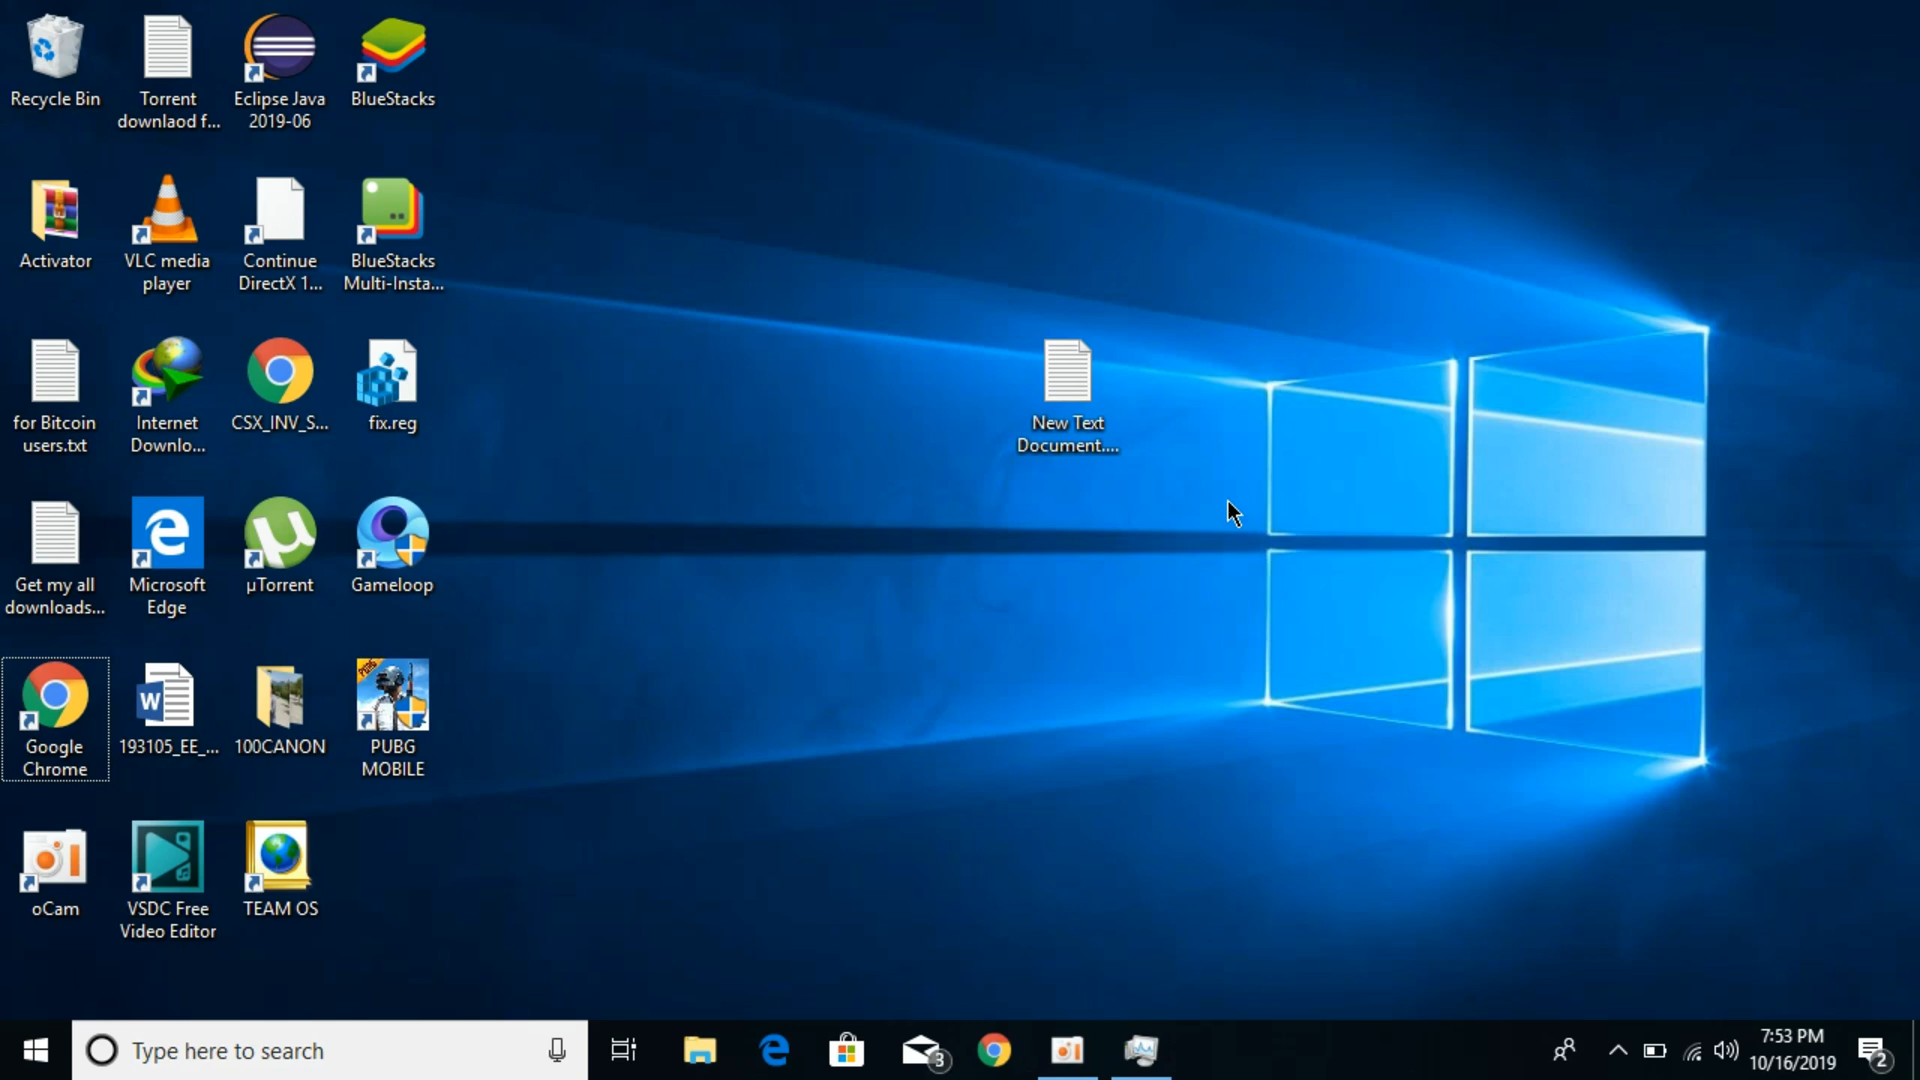 Recycle Bin
Torrent
downlaod f...
Eclipse Java
2019-06
BlueStacks
Activator
VLC media
player
Continue
DirectX 1...
BlueStacks
Multi-Insta...
for Bitcoin
users.txt
Internet
Downlo...
CSX_INV_S...
fix.reg
New Text
Document....
Get my all
downloads...
Microsoft
Edge
µTorrent
Gameloop
Google
Chrome
193105_EE_...
100CANON
PUBG
MOBILE
oCam
VSDC Free
Video Editor
TEAM OS
Type here to search
3
7:53 PM
10/16/2019
2